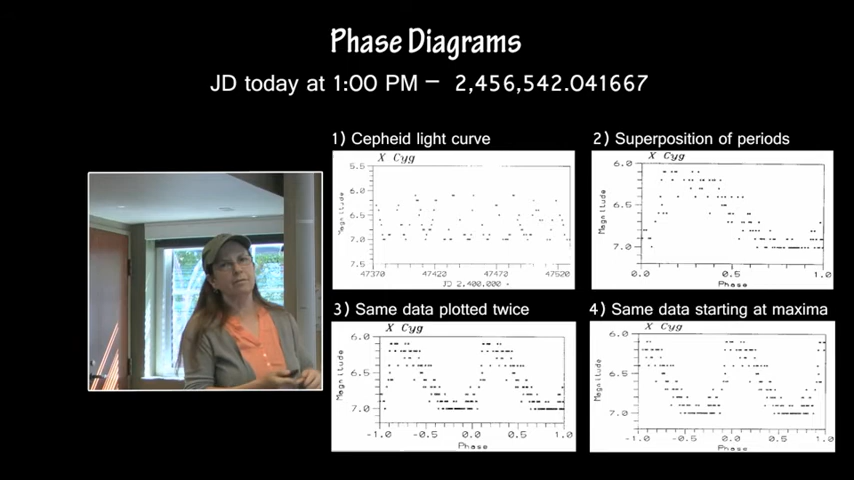 Phase Diagrams
JD today at 1:00 PM – 2,456,542.041667
1) Cepheid light curve
X Cyg
5.5
6.0
6.5
7.0
7.5
Magnitude
47370 47420 47470 47520
JD 2,400,000 +
2) Superposition of periods
X Cyg
6.0
6.5
7.0
Magnitude
0.0 0.5 1.0
Phase
3) Same data plotted twice
X Cyg
6.0
6.5
7.0
Magnitude
-1.0 -0.5 0.0 0.5 1.0
Phase
4) Same data starting at maxima
X Cyg
6.0
6.5
7.0
Magnitude
-1.0 -0.5 0.0 0.5 1.0
Phase